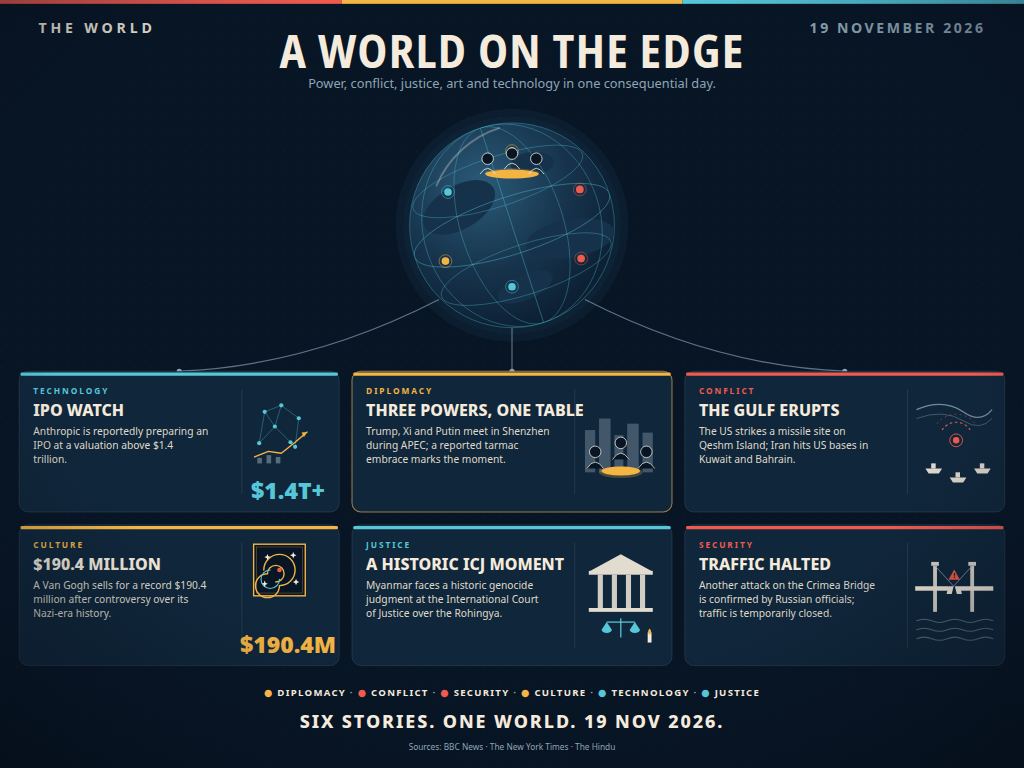 THE WORLD
19 NOVEMBER 2026
A WORLD ON THE EDGE
Power, conflict, justice, art and technology in one consequential day.
TECHNOLOGY
IPO WATCH
Anthropic is reportedly preparing an
IPO at a valuation above $1.4
trillion.
$1.4T+
DIPLOMACY
THREE POWERS, ONE TABLE
Trump, Xi and Putin meet in Shenzhen
during APEC; a reported tarmac
embrace marks the moment.
CONFLICT
THE GULF ERUPTS
The US strikes a missile site on
Qeshm Island; Iran hits US bases in
Kuwait and Bahrain.
CULTURE
$190.4 MILLION
A Van Gogh sells for a record $190.4
million after controversy over its
Nazi-era history.
$190.4M
JUSTICE
A HISTORIC ICJ MOMENT
Myanmar faces a historic genocide
judgment at the International Court
of Justice over the Rohingya.
SECURITY
TRAFFIC HALTED
Another attack on the Crimea Bridge
is confirmed by Russian officials;
traffic is temporarily closed.
DIPLOMACY · CONFLICT · SECURITY · CULTURE · TECHNOLOGY · JUSTICE
SIX STORIES. ONE WORLD. 19 NOV 2026.
Sources: BBC News · The New York Times · The Hindu